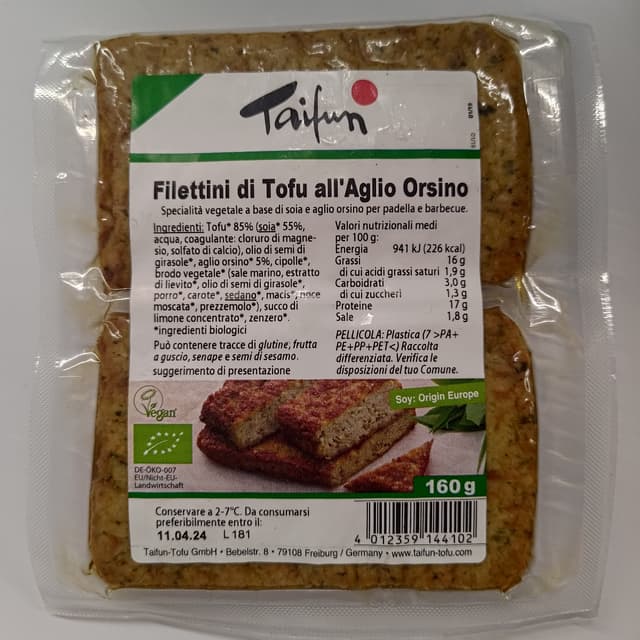 Taifun
Filettini di Tofu all'Aglio Orsino
Specialità vegetale a base di soia e aglio orsino per padella e barbecue.
Ingredienti: Tofu* 85% (soia* 55%,
acqua, coagulante: cloruro di magne-
sio, solfato di calcio), olio di semi di
girasole*, aglio orsino* 5%, cipolle*,
brodo vegetale* (sale marino, estratto
di lievito*, olio di semi di girasole*,
porro*, carote*, sedano*, macis*, noce
moscata*, prezzemolo*), succo di
limone concentrato*, zenzero*.
*ingredienti biologici
Può contenere tracce di glutine, frutta
a guscio, senape e semi di sesamo.
suggerimento di presentazione
Valori nutrizionali medi
per 100 g:
Energia 941 kJ (226 kcal)
Grassi 16 g
di cui acidi grassi saturi 1,9 g
Carboidrati 3,0 g
di cui zuccheri 1,3 g
Proteine 17 g
Sale 1,8 g
PELLICOLA: Plastica (7 >PA+
PE+PP+PET<) Raccolta
differenziata. Verifica le
disposizioni del tuo Comune.
Vegan
Soy: Origin Europe
DE-ÖKO-007
EU/Nicht-EU-
Landwirtschaft
160 g
Conservare a 2-7°C. Da consumarsi
preferibilmente entro il:
11.04.24 L 181
4 012359 144102
Taifun-Tofu GmbH • Bebelstr. 8 • 79108 Freiburg / Germany • www.taifun-tofu.com